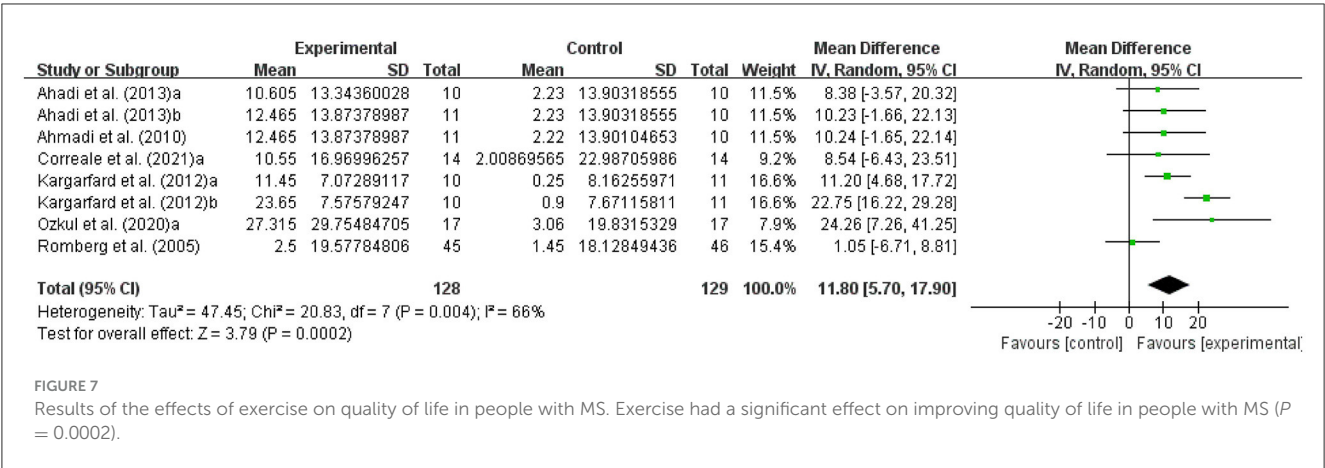 Experimental Control Mean Difference Mean Difference
Study or Subgroup Mean SD Total Mean SD Total Weight IV, Random, 95% CI IV, Random, 95% CI
Ahadi et al. (2013)a 10.605 13.34360028 10 2.23 13.90318555 10 11.5% 8.38 [-3.57, 20.32]
Ahadi et al. (2013)b 12.465 13.87378987 11 2.23 13.90318555 10 11.5% 10.23 [-1.66, 22.13]
Ahmadi et al. (2010) 12.465 13.87378987 11 2.22 13.90104653 10 11.5% 10.24 [-1.65, 22.14]
Correale et al. (2021)a 10.55 16.96996257 14 2.00869565 22.98705986 14 9.2% 8.54 [-6.43, 23.51]
Kargarfard et al. (2012)a 11.45 7.07289117 10 0.25 8.16255971 11 16.6% 11.20 [4.68, 17.72]
Kargarfard et al. (2012)b 23.65 7.57579247 10 0.9 7.67115811 11 16.6% 22.75 [16.22, 29.28]
Ozkul et al. (2020)a 27.315 29.75484705 17 3.06 19.8315329 17 7.9% 24.26 [7.26, 41.25]
Romberg et al. (2005) 2.5 19.57784806 45 1.45 18.12849436 46 15.4% 1.05 [-6.71, 8.81]
Total (95% CI) 128 129 100.0% 11.80 [5.70, 17.90]
Heterogeneity: Tau² = 47.45; Chi² = 20.83, df = 7 (P = 0.004); I² = 66%
Test for overall effect: Z = 3.79 (P = 0.0002)
-20 -10 0 10 20
Favours [control] Favours [experimental]
FIGURE 7
Results of the effects of exercise on quality of life in people with MS. Exercise had a significant effect on improving quality of life in people with MS (P
= 0.0002).